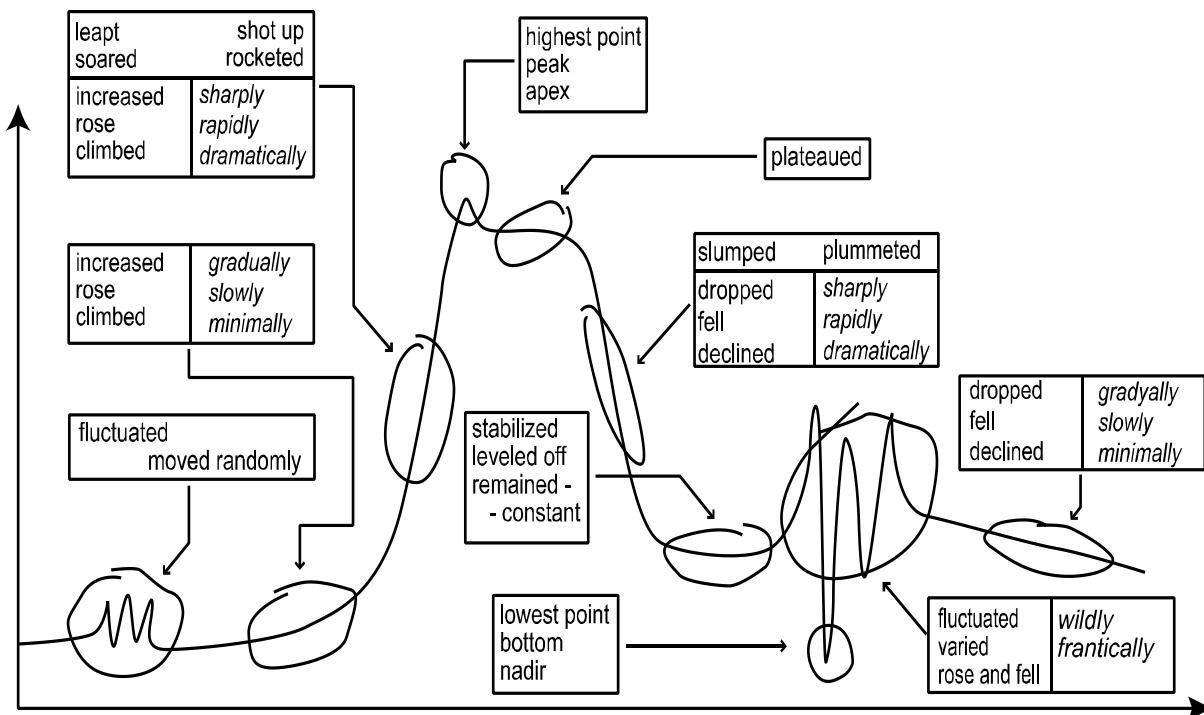 leapt shot up
soared rocketed
increased sharply
rose rapidly
climbed dramatically
highest point
peak
apex
plateaued
increased gradually
rose slowly
climbed minimally
slumped plummeted
dropped sharply
fell rapidly
declined dramatically
fluctuated
moved randomly
stabilized
leveled off
remained -
- constant
dropped gradyally
fell slowly
declined minimally
lowest point
bottom
nadir
fluctuated wildly
varied frantically
rose and fell